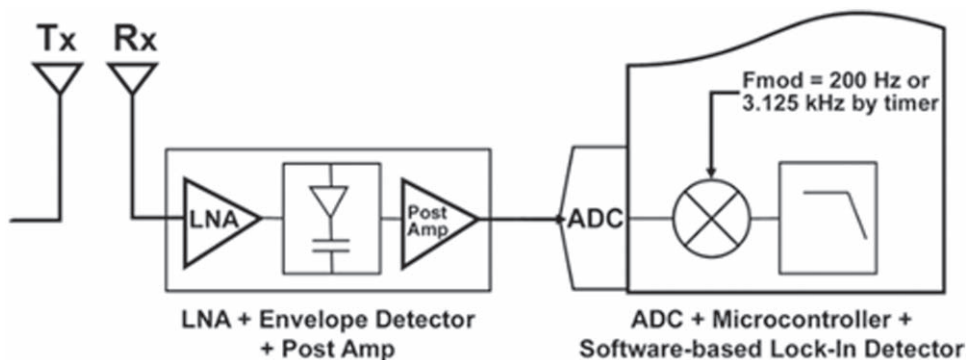 Tx
Rx
Fmod = 200 Hz or
3.125 kHz by timer
LNA
Post
Amp
ADC
LNA + Envelope Detector
+ Post Amp
ADC + Microcontroller +
Software-based Lock-In Detector